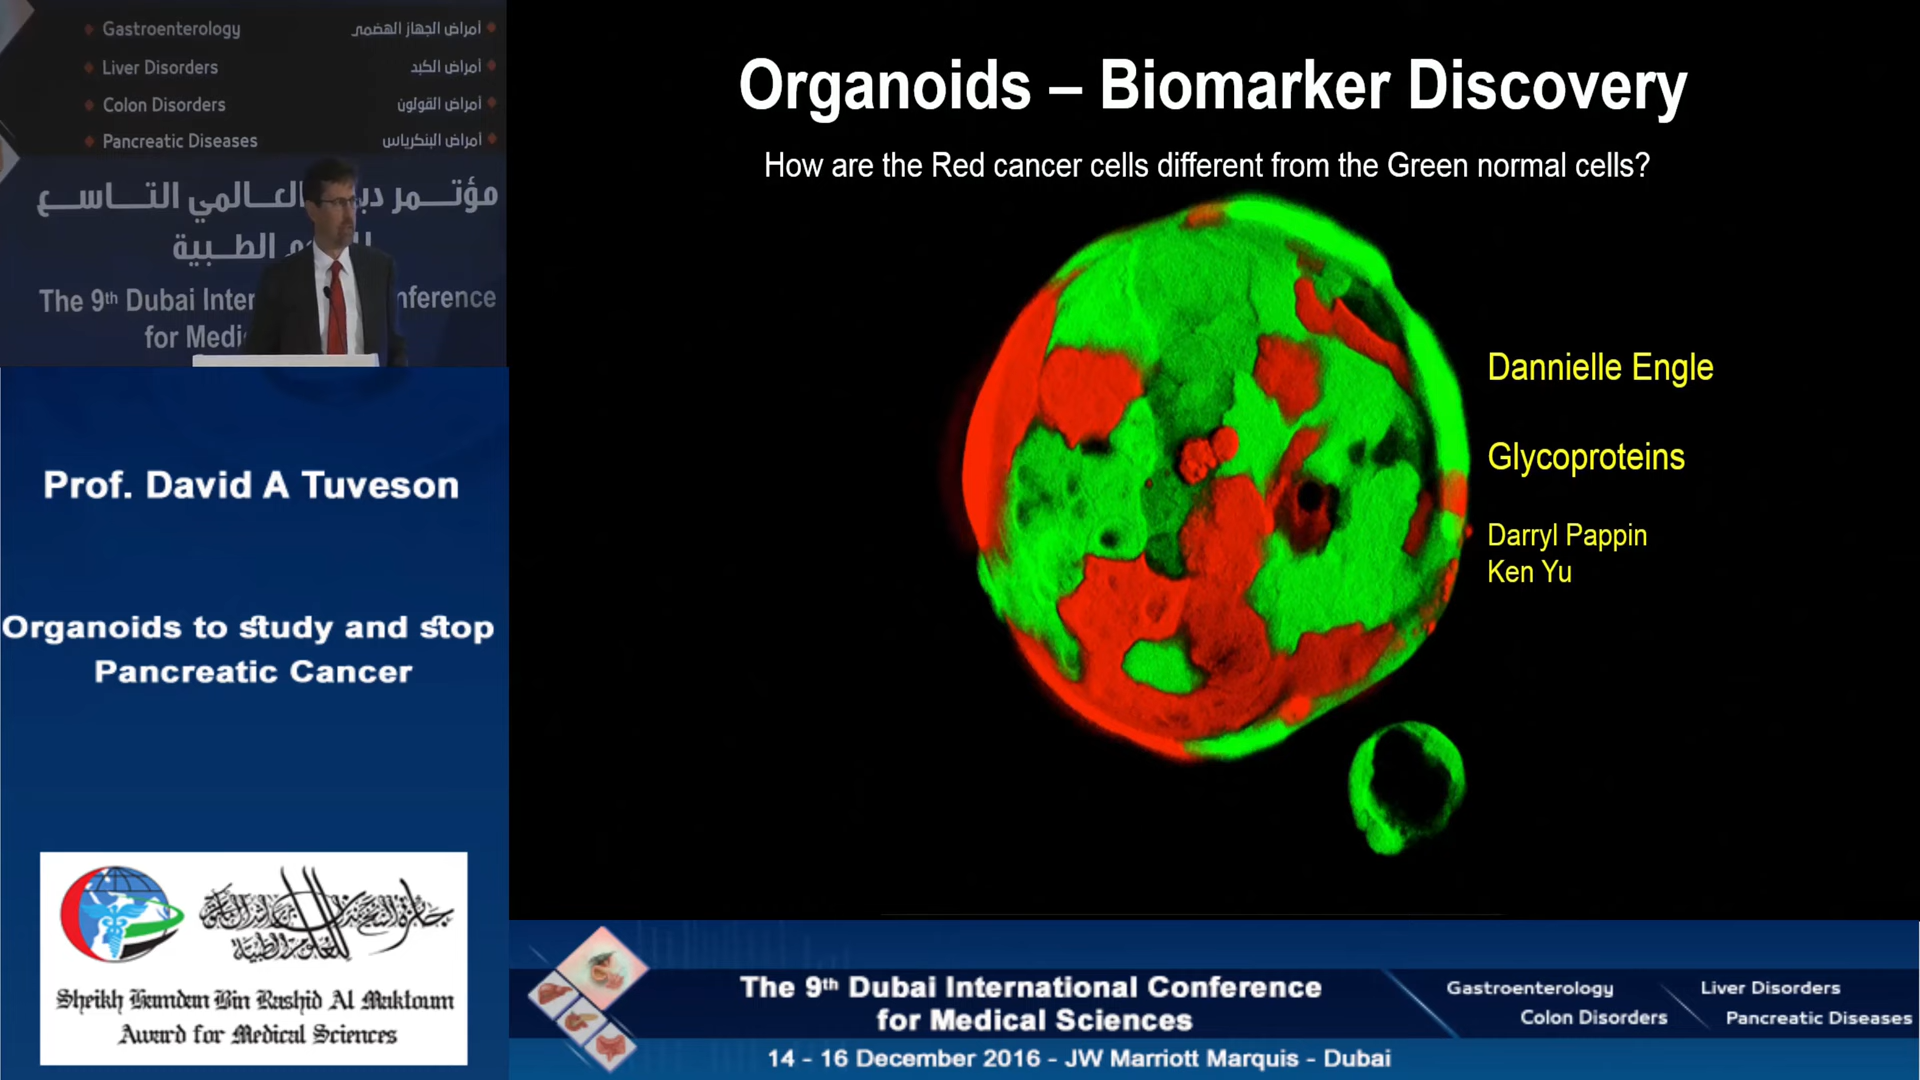 Gastroenterology
أمراض الجهاز الهضمي
Liver Disorders
أمراض الكبد
Colon Disorders
أمراض القولون
Pancreatic Diseases
أمراض البنكرياس
العالمي التاسع
مؤتمر
الطبية
The 9th Dubai
nference
for
Organoids – Biomarker Discovery
How are the Red cancer cells different from the Green normal cells?
Dannielle Engle
Glycoproteins
Darryl Pappin
Ken Yu
Prof. David A Tuveson
Organoids to study and stop
Pancreatic Cancer
Sheikh Hamdan Bin Rashid Al Maktoum
Award for Medical Sciences
The 9th Dubai International Conference
for Medical Sciences
14 - 16 December 2016 - JW Marriott Marquis - Dubai
Gastroenterology
Liver Disorders
Colon Disorders
Pancreatic Diseases